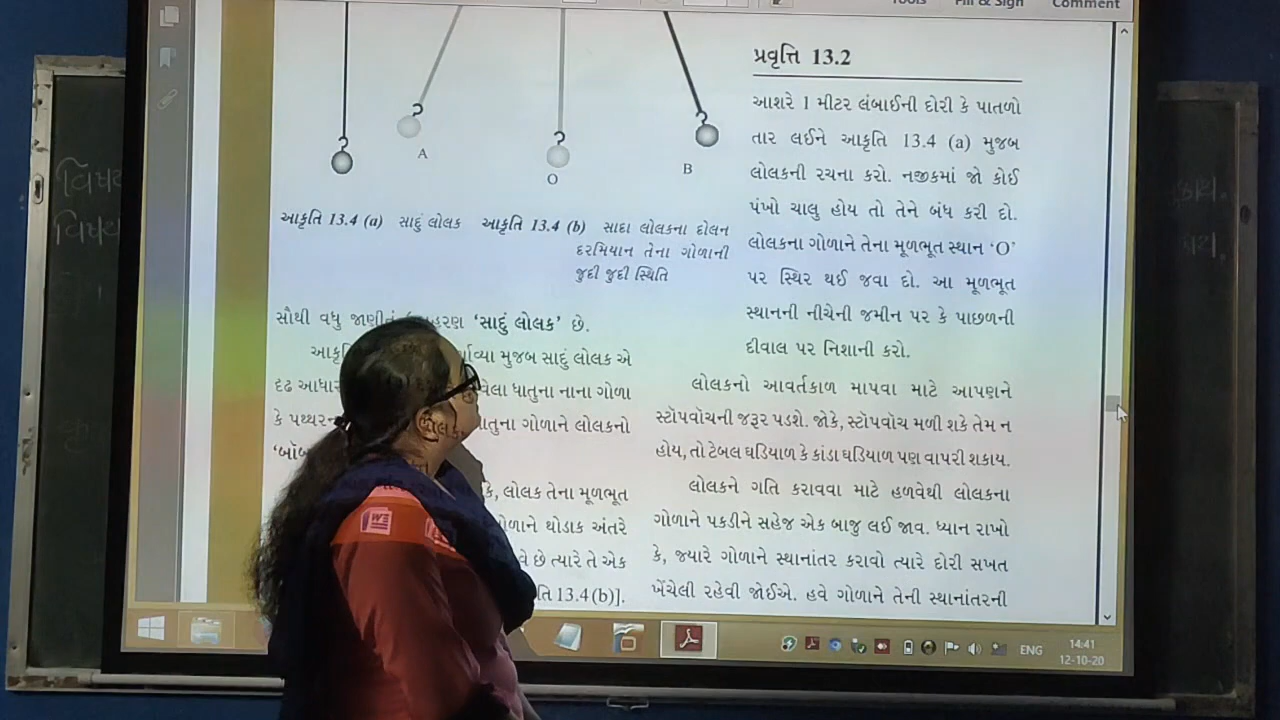 Tools Fill & Sign Comment
A
O
B
આકૃતિ 13.4 (a) સાદું લોલક
આકૃતિ 13.4 (b) સાદા લોલકના દોલન
દરમિયાન તેના ગોળાની
જુદી જુદી સ્થિતિ
સૌથી વધુ 'સાદું લોલક' છે.
મુજબ સાદું લોલક એ
દૃઢ ધાતુના નાના ગોળા
કે ગોળાને લોલકનો
કે, લોલક તેના મૂળભૂત
ગોળાને થોડાક અંતરે
છે ત્યારે તે એક
13.4(b)].
પ્રવૃત્તિ 13.2
આશરે 1 મીટર લંબાઈની દોરી કે પાતળો
તાર લઈને આકૃતિ 13.4 (a) મુજબ
લોલકની રચના કરો. નજીકમાં જો કોઈ
પંખો ચાલુ હોય તો તેને બંધ કરી દો.
લોલકના ગોળાને તેના મૂળભૂત સ્થાન ‘O’
પર સ્થિર થઈ જવા દો. આ મૂળભૂત
સ્થાનની નીચેની જમીન પર કે પાછળની
દીવાલ પર નિશાની કરો.
લોલકનો આવર્તકાળ માપવા માટે આપણને
સ્ટૉપવૉચની જરૂર પડશે. જોકે, સ્ટૉપવૉચ મળી શકે તેમ ન
હોય, તો ટેબલ ઘડિયાળ કે કાંડા ઘડિયાળ પણ વાપરી શકાય.
લોલકને ગતિ કરાવવા માટે હળવેથી લોલકના
ગોળાને પકડીને સહેજ એક બાજુ લઈ જાવ. ધ્યાન રાખો
કે, જ્યારે ગોળાને સ્થાનાંતર કરાવો ત્યારે દોરી સખત
ખેંચેલી રહેવી જોઈએ. હવે ગોળાને તેની સ્થાનાંતરની
ENG
14:41
12-10-20
વિષય
વિષય